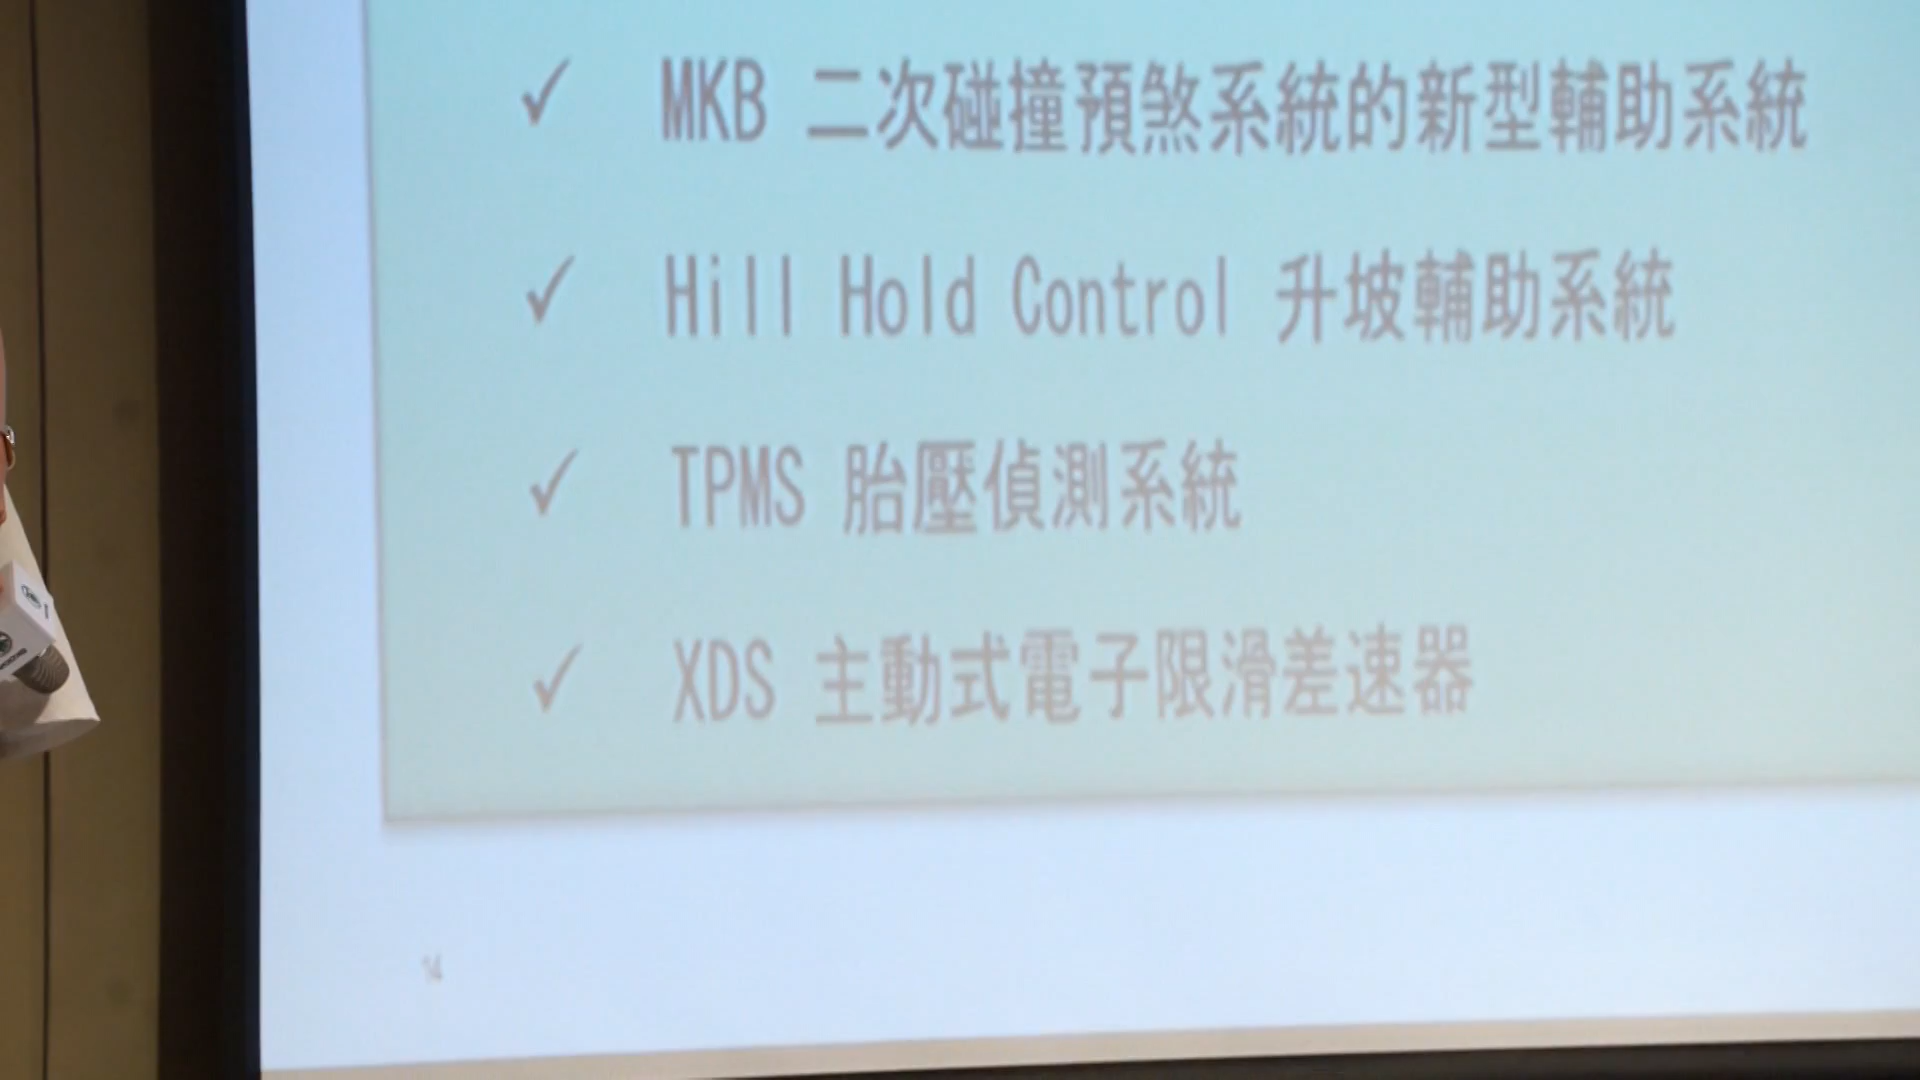 ✓ MKB 二次碰撞預煞系統的新型輔助系統
✓ Hill Hold Control 升坡輔助系統
✓ TPMS 胎壓偵測系統
✓ XDS 主動式電子限滑差速器
14